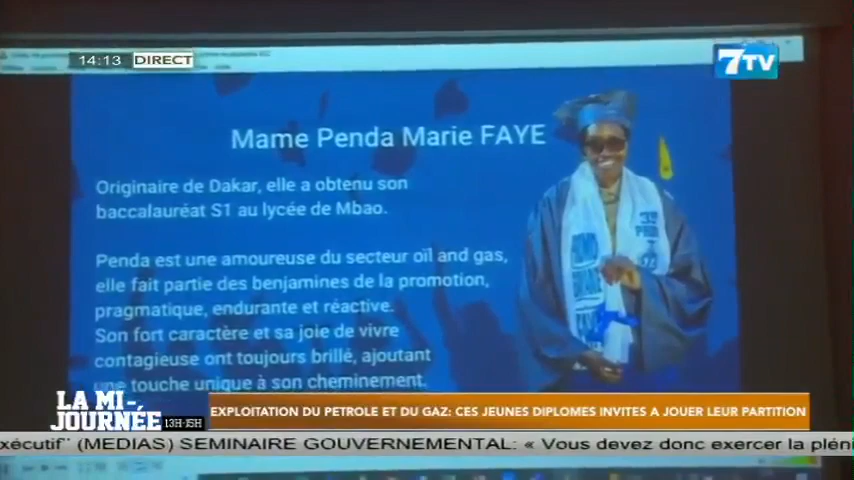 14:13 DIRECT
7TV
Mame Penda Marie FAYE
Originaire de Dakar, elle a obtenu son
baccalauréat S1 au lycée de Mbao.
Penda est une amoureuse du secteur oil and gas,
elle fait partie des benjamines de la promotion,
pragmatique, endurante et réactive.
Son fort caractère et sa joie de vivre
contagieuse ont toujours brillé, ajoutant
une touche unique à son cheminement.
LA MI-
JOURNÉE 13H-15H
EXPLOITATION DU PETROLE ET DU GAZ: CES JEUNES DIPLOMES INVITES A JOUER LEUR PARTITION
xécutif" (MEDIAS) SEMINAIRE GOUVERNEMENTAL: « Vous devez donc exercer la pléni